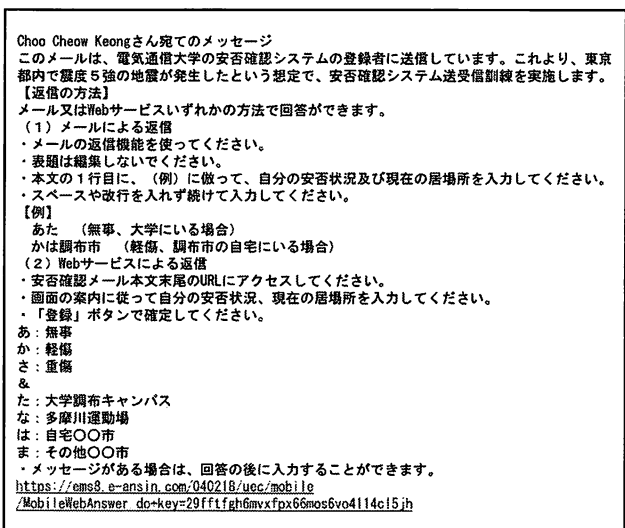 Choo Cheow Keongさん宛てのメッセージ
このメールは、電気通信大学の安否確認システムの登録者に送信しています。これより、東京
都内で震度5強の地震が発生したという想定で、安否確認システム送受信訓練を実施します。
【返信の方法】
メール又はWebサービスいずれかの方法で回答ができます。
(1)メールによる返信
・メールの返信機能を使ってください。
・表題は編集しないでください。
・本文の1行目に、(例)に倣って、自分の安否状況及び現在の居場所を入力してください。
・スペースや改行を入れず続けて入力してください。
【例】
あた (無事、大学にいる場合)
かは調布市 (軽傷、調布市の自宅にいる場合)
(2)Webサービスによる返信
・安否確認メール本文末尾のURLにアクセスしてください。
・画面の案内に従って自分の安否状況、現在の居場所を入力してください。
・「登録」ボタンで確定してください。
あ:無事
か:軽傷
さ:重傷
&
た:大学調布キャンパス
な:多摩川運動場
は:自宅〇〇市
ま:その他〇〇市
・メッセージがある場合は、回答の後に入力することができます。
https://ems8.e-ansin.com/040218/uec/mobile